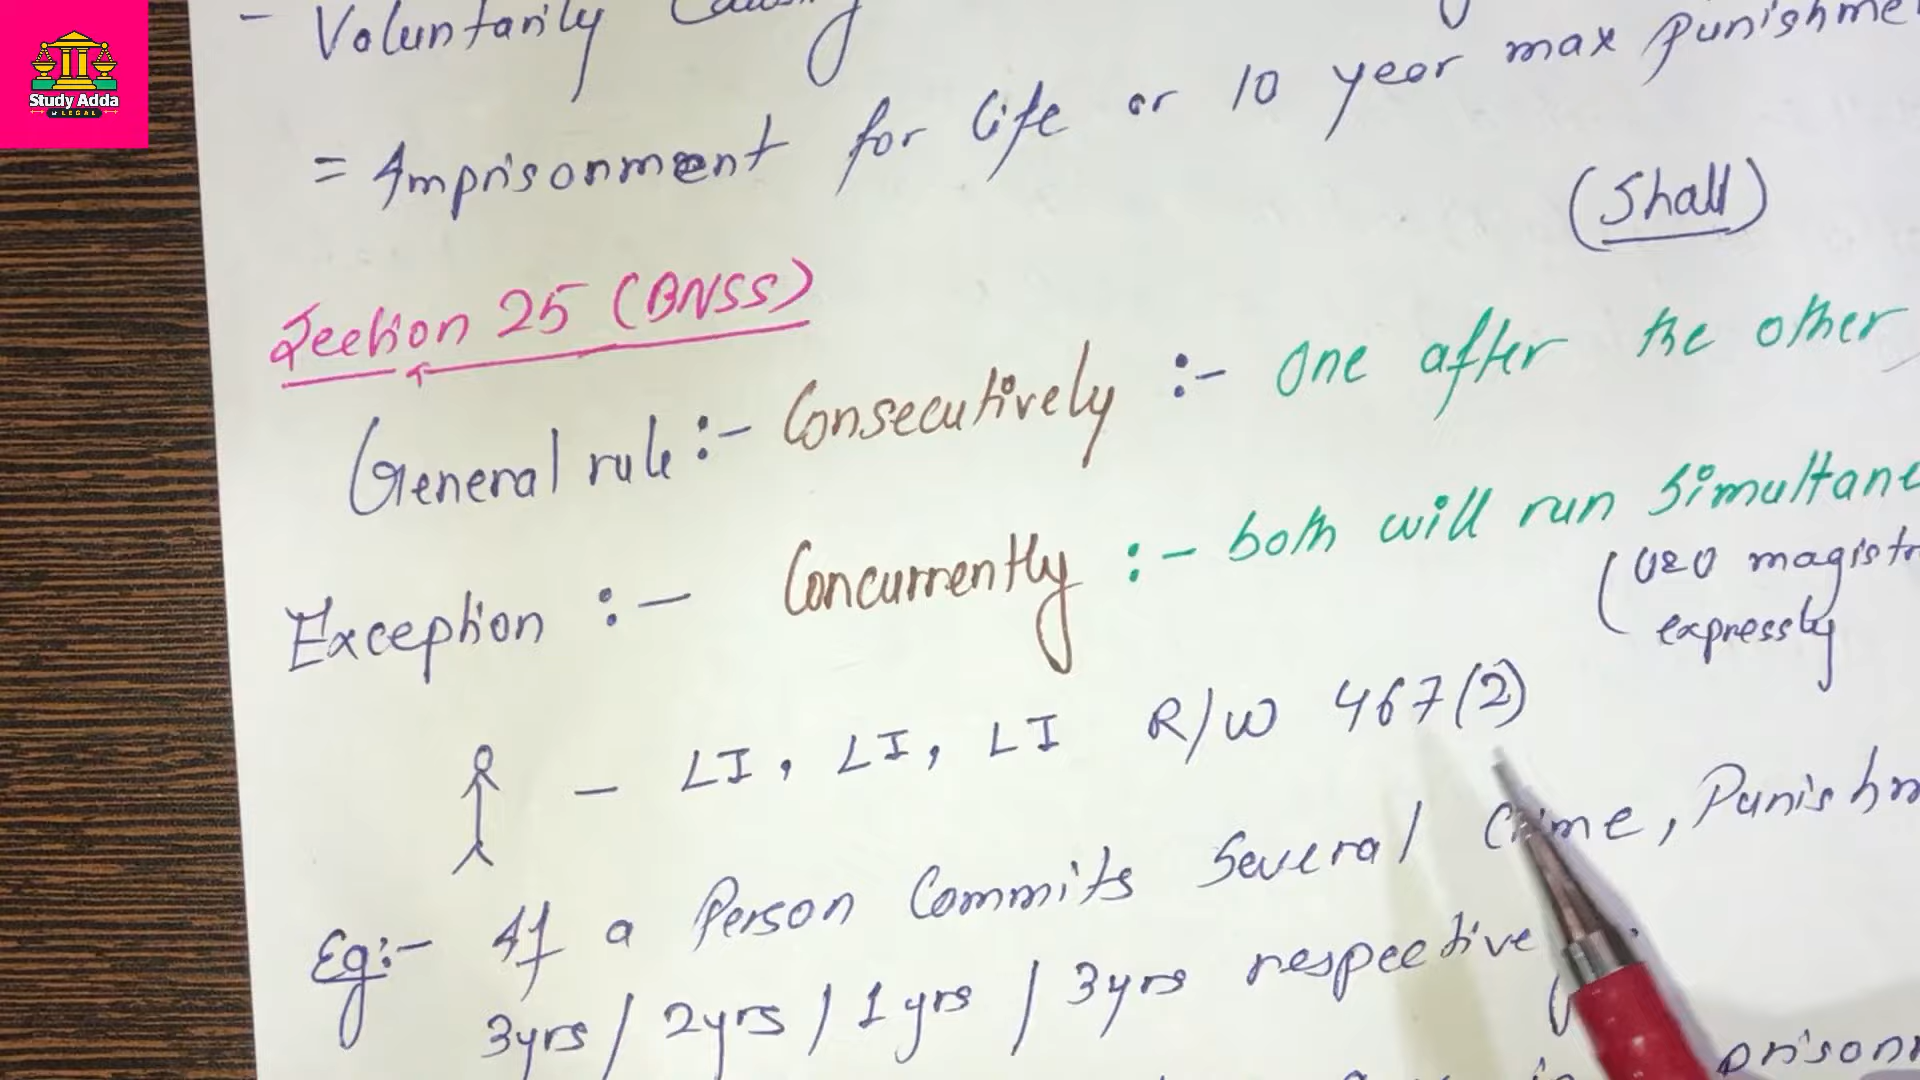 Study Adda
LEGAL
- Voluntarily
= Imprisonment for life or 10 year max punishme
(Shall)
Section 25 (BNSS)
General rule :- Consecutively :- One after the other
Exception :- Concurrently :- both will run simultane
magistr
expressly
- LI, LI, LI R/W 467(2)
Eg:- If a Person Commits Several Crime, Punishm
3yrs / 2yrs / 1yrs / 3yrs respective
prison